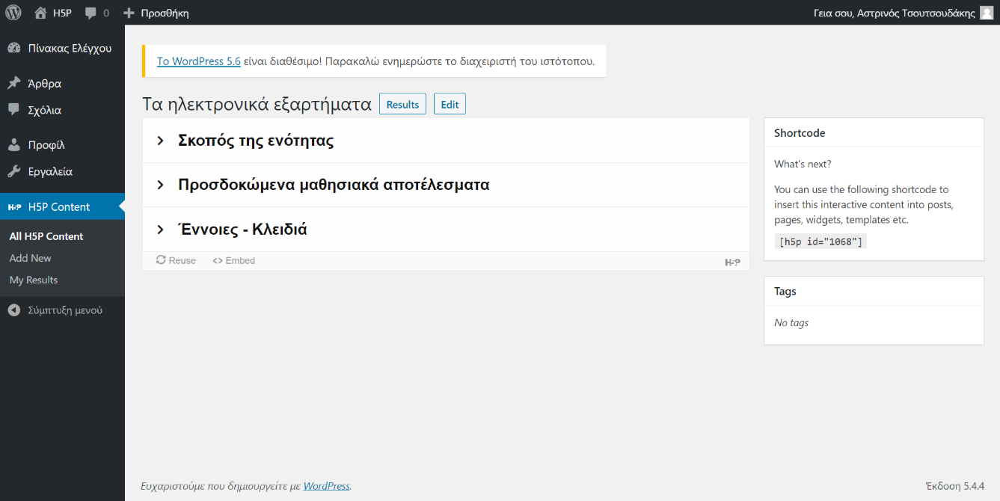 H5P 0 Προσθήκη Γεια σου, Αστρινός Τσουτσουδάκης
Πίνακας Ελέγχου
Άρθρα
Σχόλια
Προφίλ
Εργαλεία
H5P H5P Content
All H5P Content
Add New
My Results
Σύμπτυξη μενού
Το WordPress 5.6 είναι διαθέσιμο! Παρακαλώ ενημερώστε το διαχειριστή του ιστότοπου.
Τα ηλεκτρονικά εξαρτήματα Results Edit
Σκοπός της ενότητας
Προσδοκώμενα μαθησιακά αποτέλεσματα
Έννοιες - Κλειδιά
Reuse <> Embed H5P
Shortcode
What's next?
You can use the following shortcode to
insert this interactive content into posts,
pages, widgets, templates etc.
[h5p id="1068"]
Tags
No tags
Ευχαριστούμε που δημιουργείτε με WordPress. Έκδοση 5.4.4